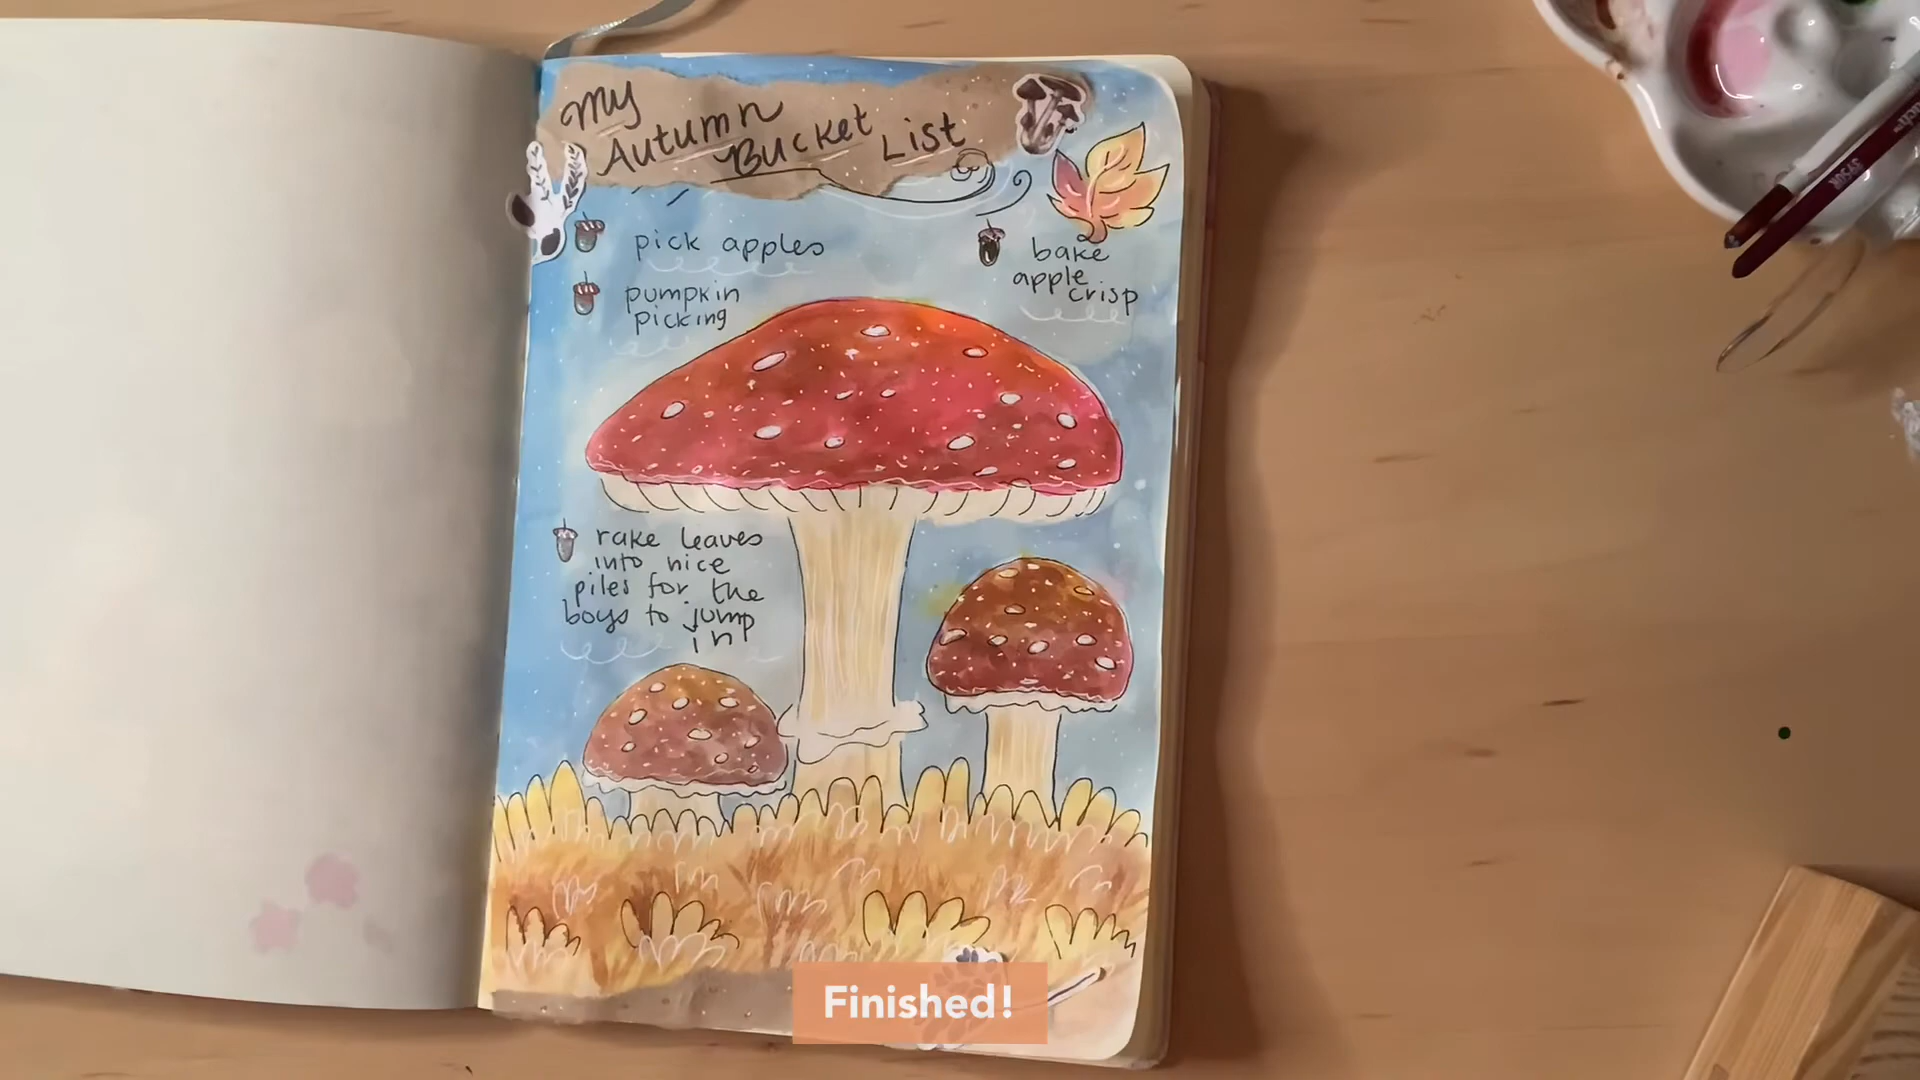 My
Autumn
Bucket List
pick apples
pumpkin
picking
bake
apple
crisp
rake leaves
into nice
piles for the
boys to jump
in
Finished!